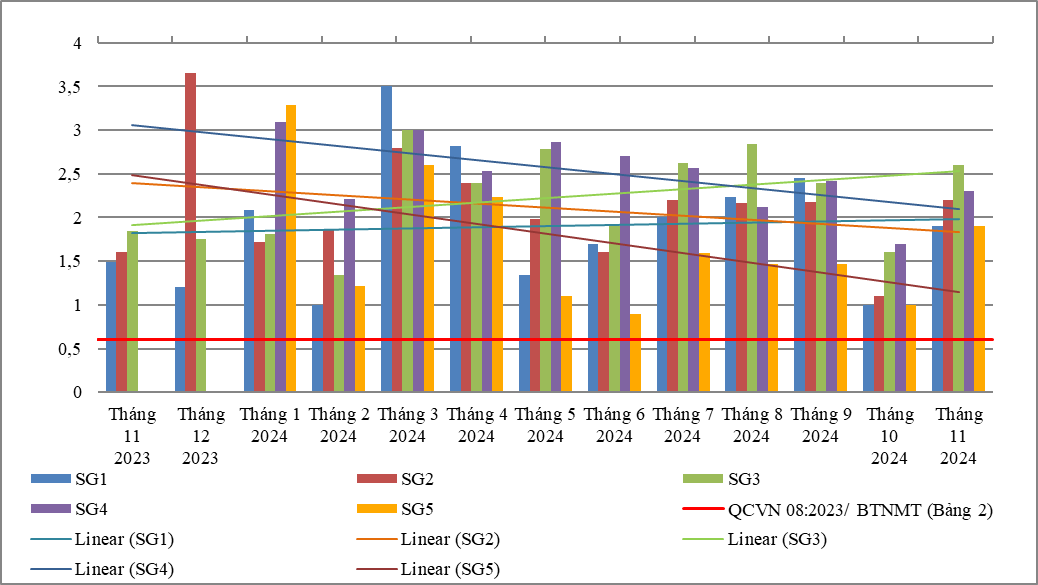 4
3,5
3
2,5
2
1,5
1
0,5
0
Tháng 11 2023
Tháng 12 2023
Tháng 1 2024
Tháng 2 2024
Tháng 3 2024
Tháng 4 2024
Tháng 5 2024
Tháng 6 2024
Tháng 7 2024
Tháng 8 2024
Tháng 9 2024
Tháng 10 2024
Tháng 11 2024
SG1
SG2
SG3
SG4
SG5
QCVN 08:2023/ BTNMT (Bảng 2)
Linear (SG1)
Linear (SG2)
Linear (SG3)
Linear (SG4)
Linear (SG5)